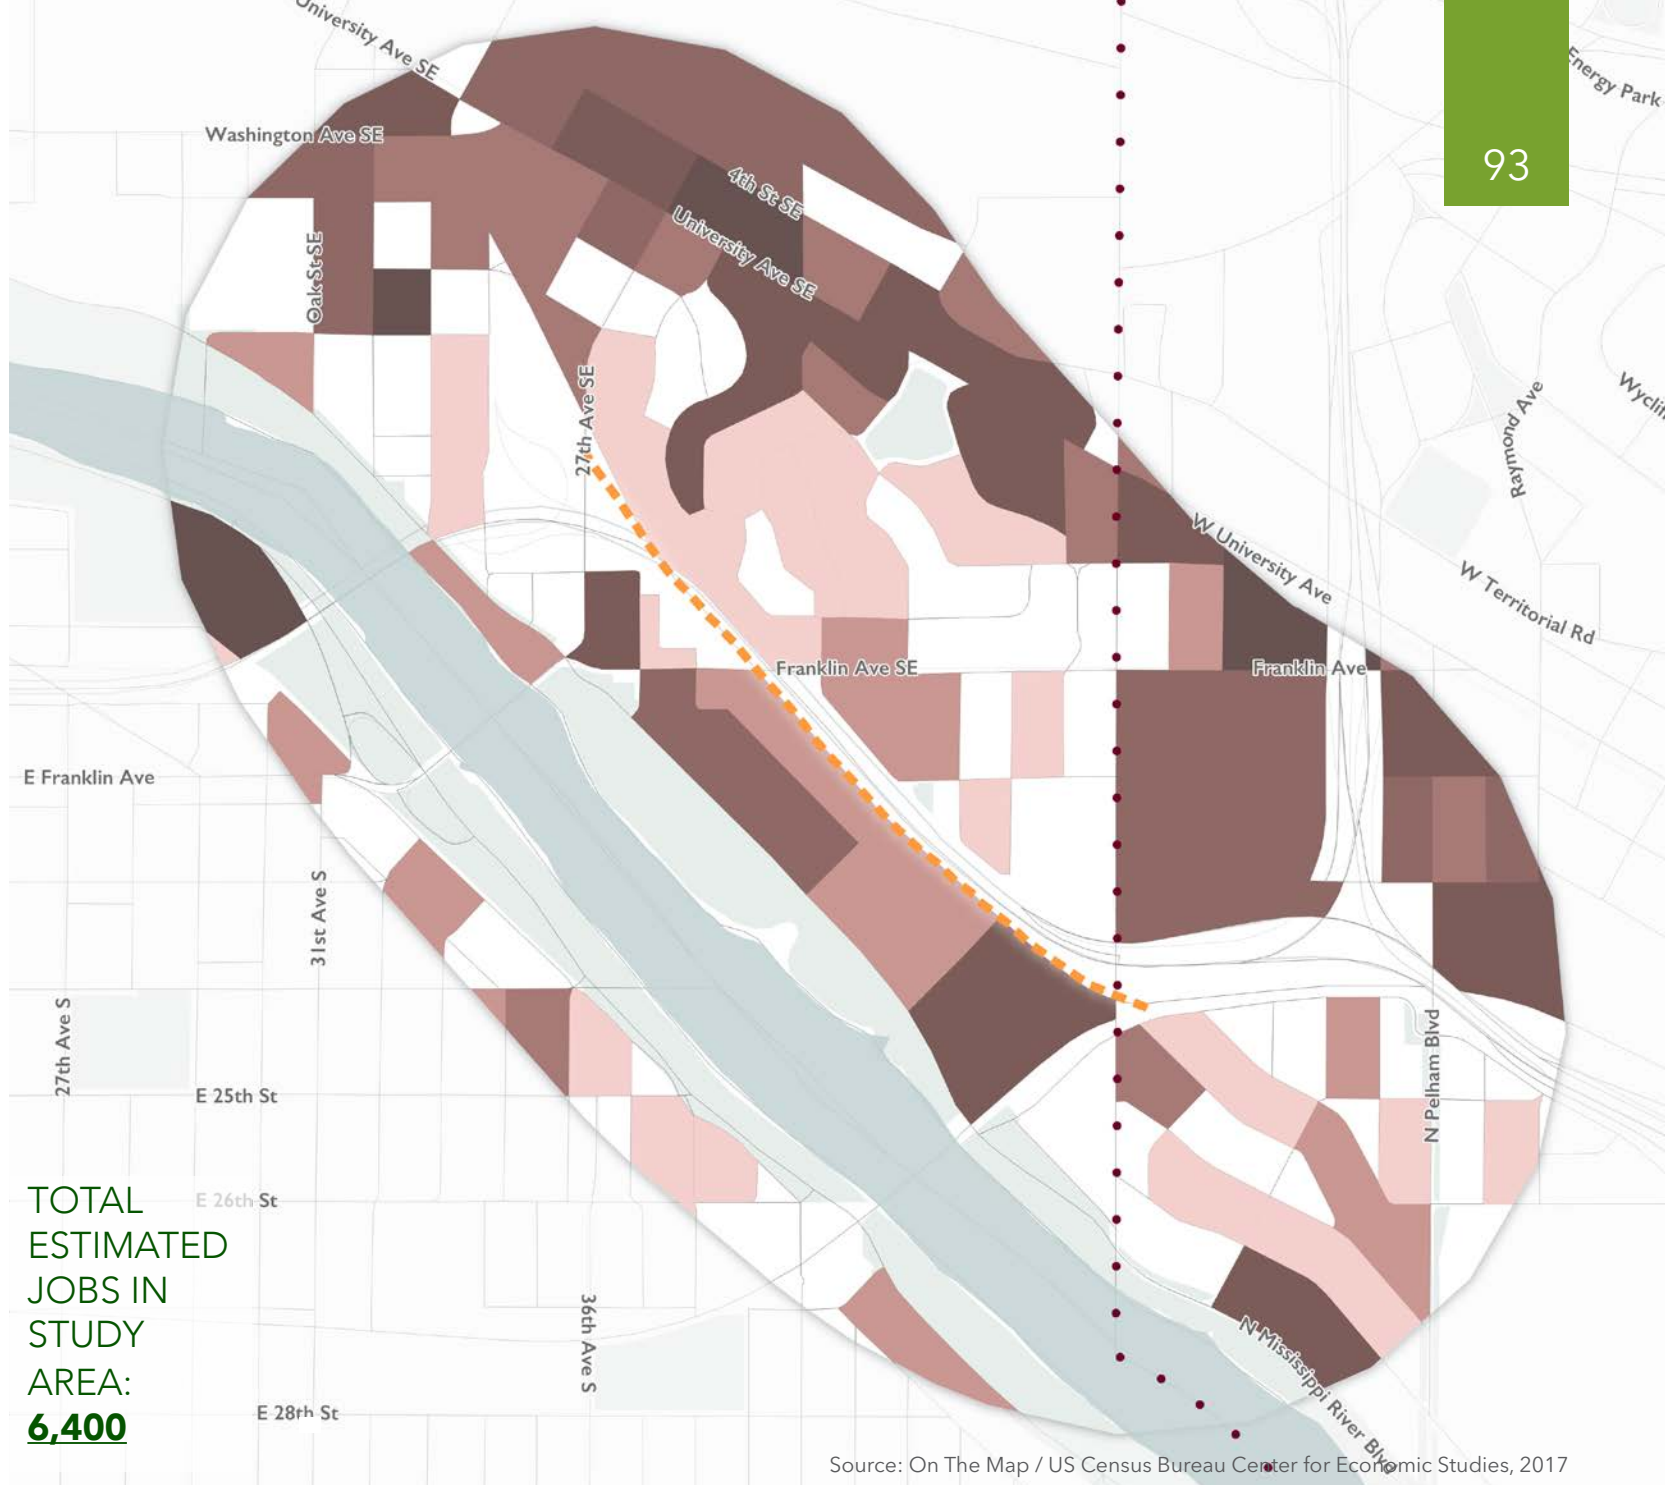 University Ave SE
Energy Park
93
Washington Ave SE
4th St SE
University Ave SE
Oak St SE
27th Ave SE
Raymond Ave
W University Ave
W Territorial Rd
Franklin Ave SE
Franklin Ave
E Franklin Ave
31st Ave S
27th Ave S
N Pelham Blvd
E 25th St
E 26th St
TOTAL
ESTIMATED
JOBS IN
STUDY
AREA:
6,400
36th Ave S
N Mississippi River Blvd
E 28th St
Source: On The Map / US Census Bureau Center for Economic Studies, 2017